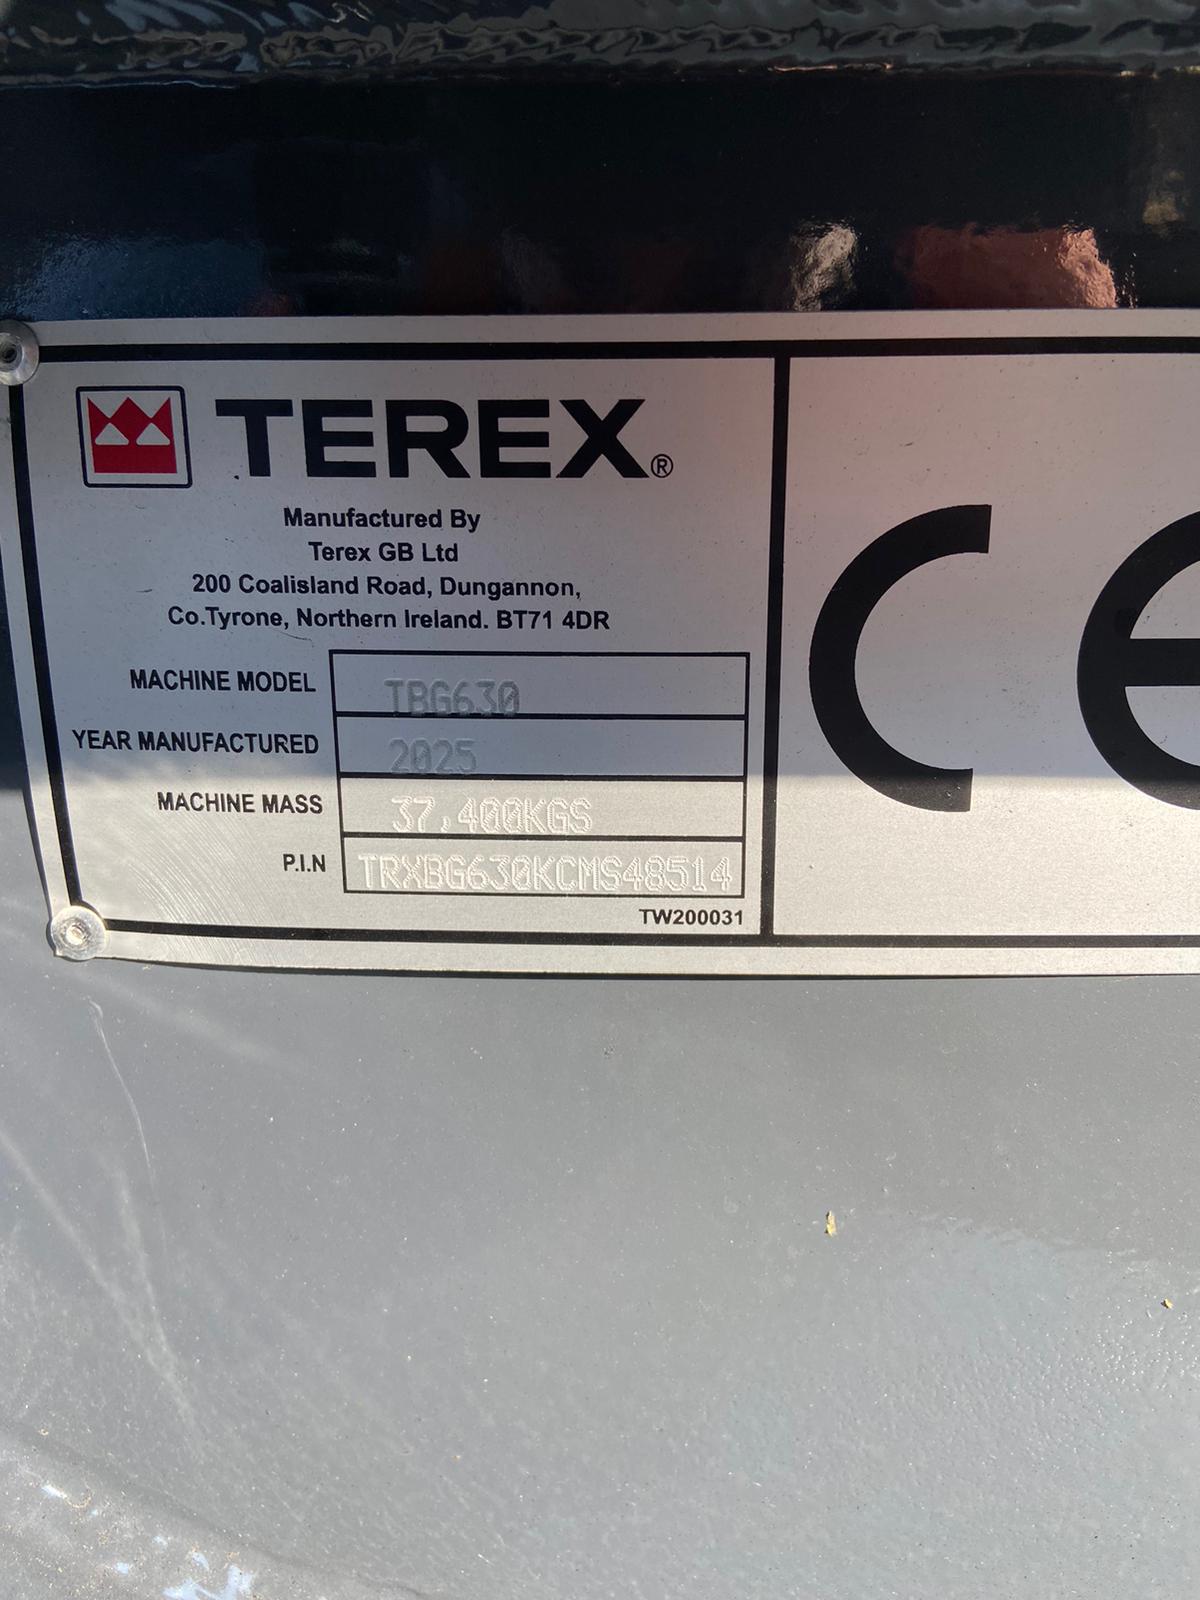 TEREX®
Manufactured By
Terex GB Ltd
200 Coalisland Road, Dungannon,
Co.Tyrone, Northern Ireland. BT71 4DR
MACHINE MODEL TBG630
YEAR MANUFACTURED 2025
MACHINE MASS 37,400KGS
P.I.N TRXBG630KCMS48514
TW200031
CE